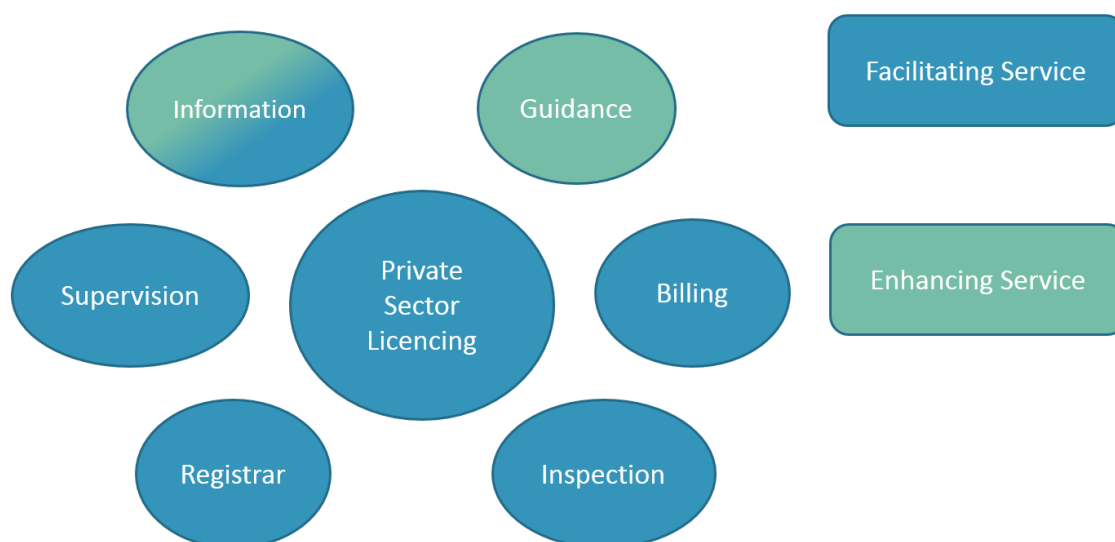 Information
Guidance
Facilitating Service
Supervision
Private
Sector
Licencing
Billing
Enhancing Service
Registrar
Inspection